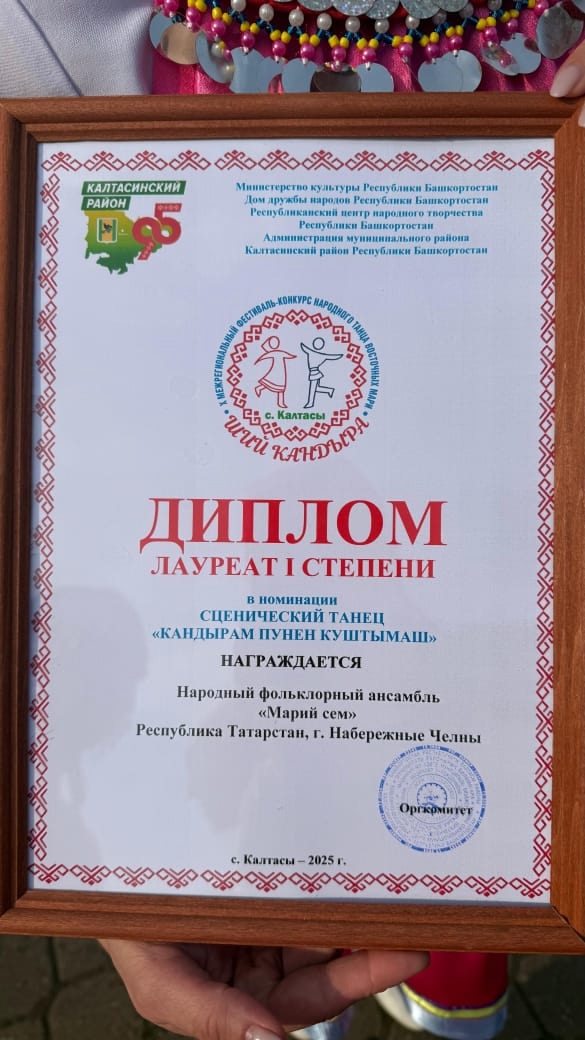 КАЛТАСИНСКИЙ
РАЙОН
95
Министерство культуры Республики Башкортостан
Дом дружбы народов Республики Башкортостан
Республиканский центр народного творчества
Республики Башкортостан
Администрация муниципального района
Калтасинский район Республики Башкортостан
• X МЕЖРЕГИОНАЛЬНЫЙ ФЕСТИВАЛЬ-КОНКУРС НАРОДНОГО ТАНЦА ВОСТОЧНЫХ МАРИ •
с. Калтасы
ШИЙ КАНДЫРА
ДИПЛОМ
ЛАУРЕАТ I СТЕПЕНИ
в номинации
СЦЕНИЧЕСКИЙ ТАНЕЦ
«КАНДЫРАМ ПУНЕН КУШТЫМАШ»
НАГРАЖДАЕТСЯ
Народный фольклорный ансамбль
«Марий сем»
Республика Татарстан, г. Набережные Челны
Оргкомитет
с. Калтасы – 2025 г.